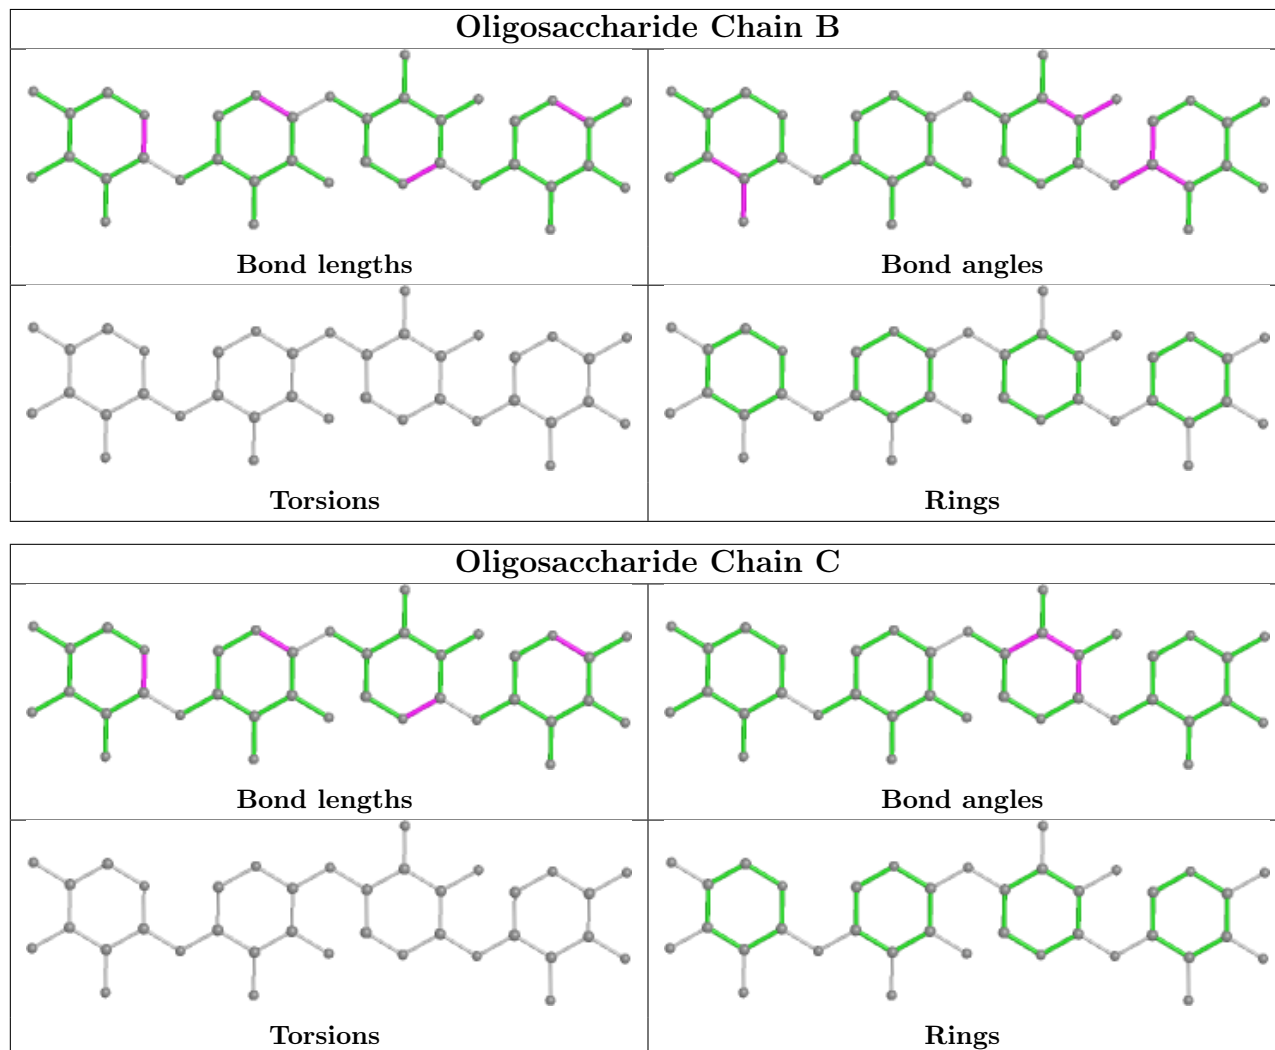 Oligosaccharide Chain B
Bond lengths
Bond angles
Torsions
Rings
Oligosaccharide Chain C
Bond lengths
Bond angles
Torsions
Rings